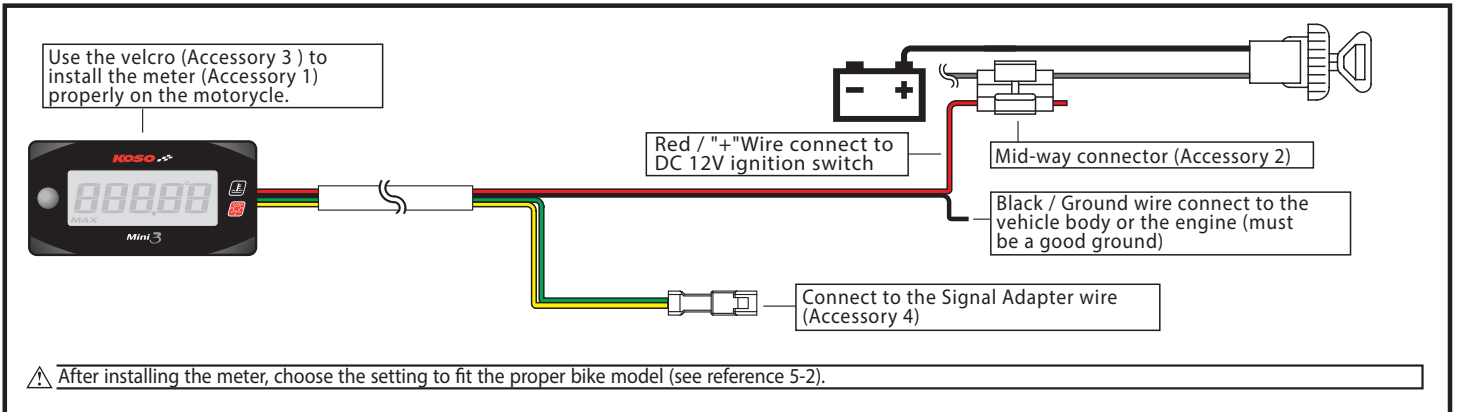 Use the velcro (Accessory 3 ) to
install the meter (Accessory 1)
properly on the motorycle.
KOSO
888.88°
MAX
Mini 3
- +
Red / "+"Wire connect to
DC 12V ignition switch
Mid-way connector (Accessory 2)
Black / Ground wire connect to the
vehicle body or the engine (must
be a good ground)
Connect to the Signal Adapter wire
(Accessory 4)
After installing the meter, choose the setting to fit the proper bike model (see reference 5-2).